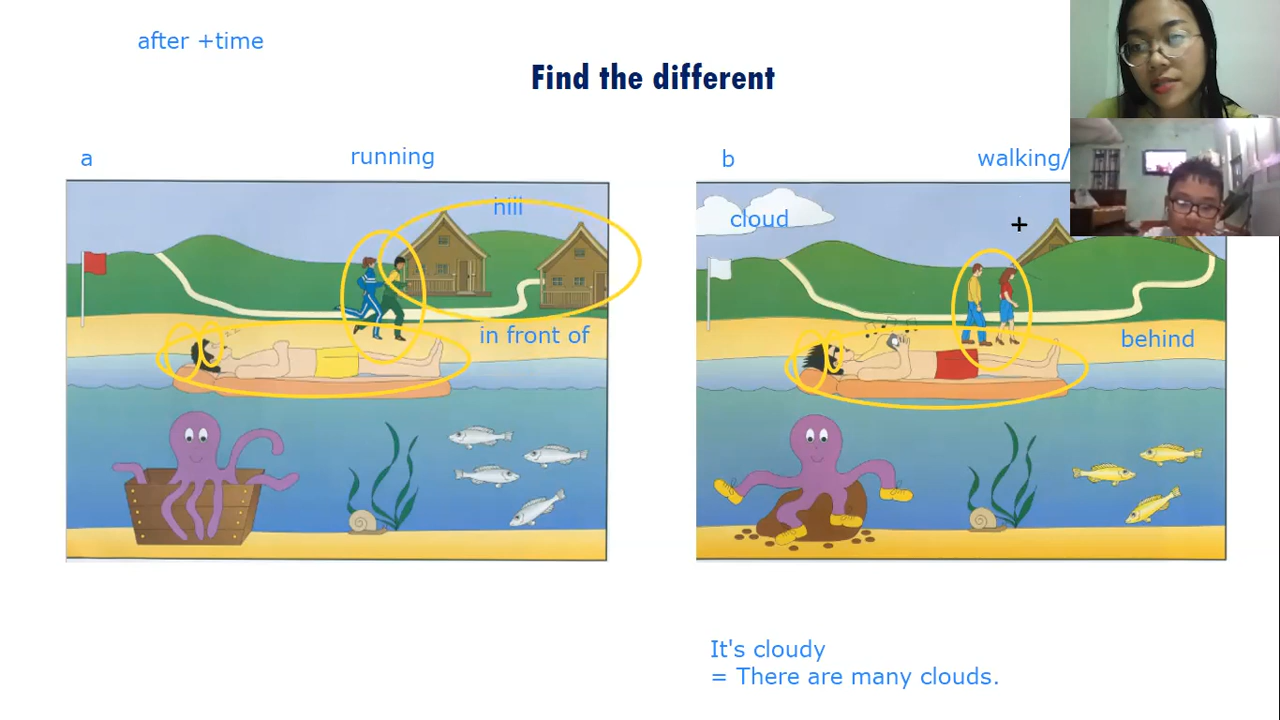 after +time
Find the different
a
running
b
walking/
hill
cloud
in front of
behind
It's cloudy
= There are many clouds.